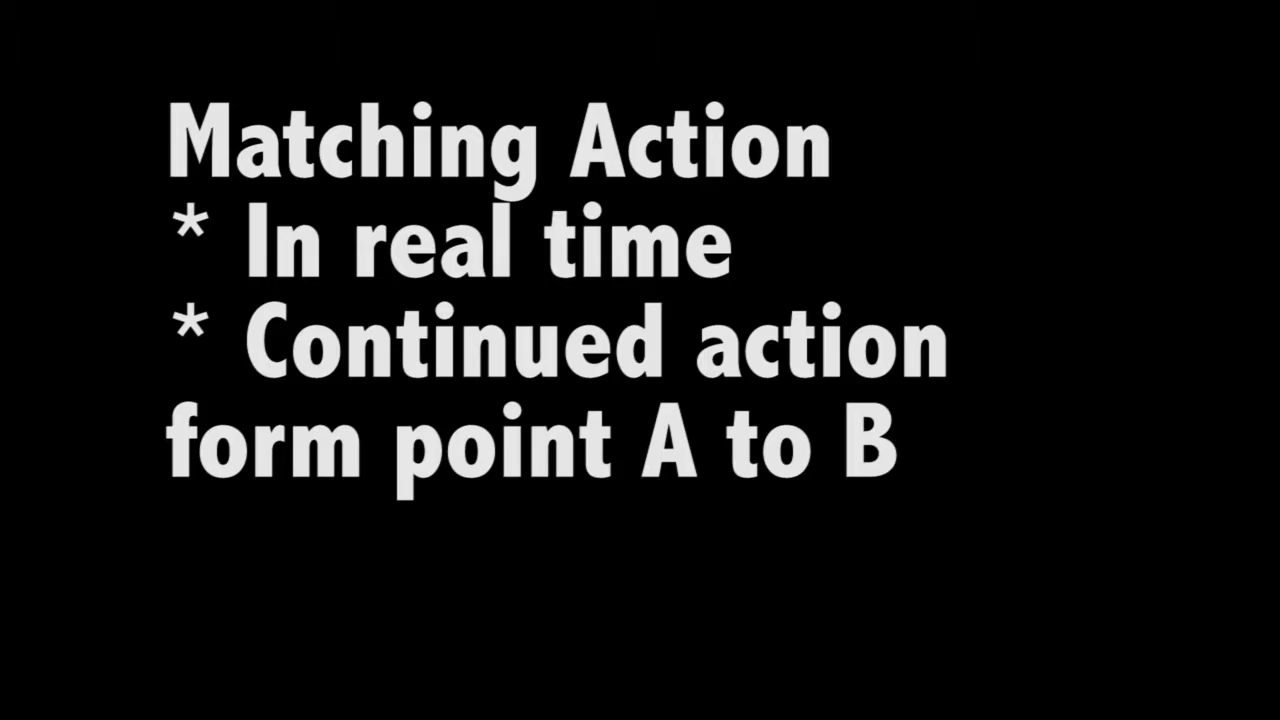 Matching Action
* In real time
* Continued action
form point A to B